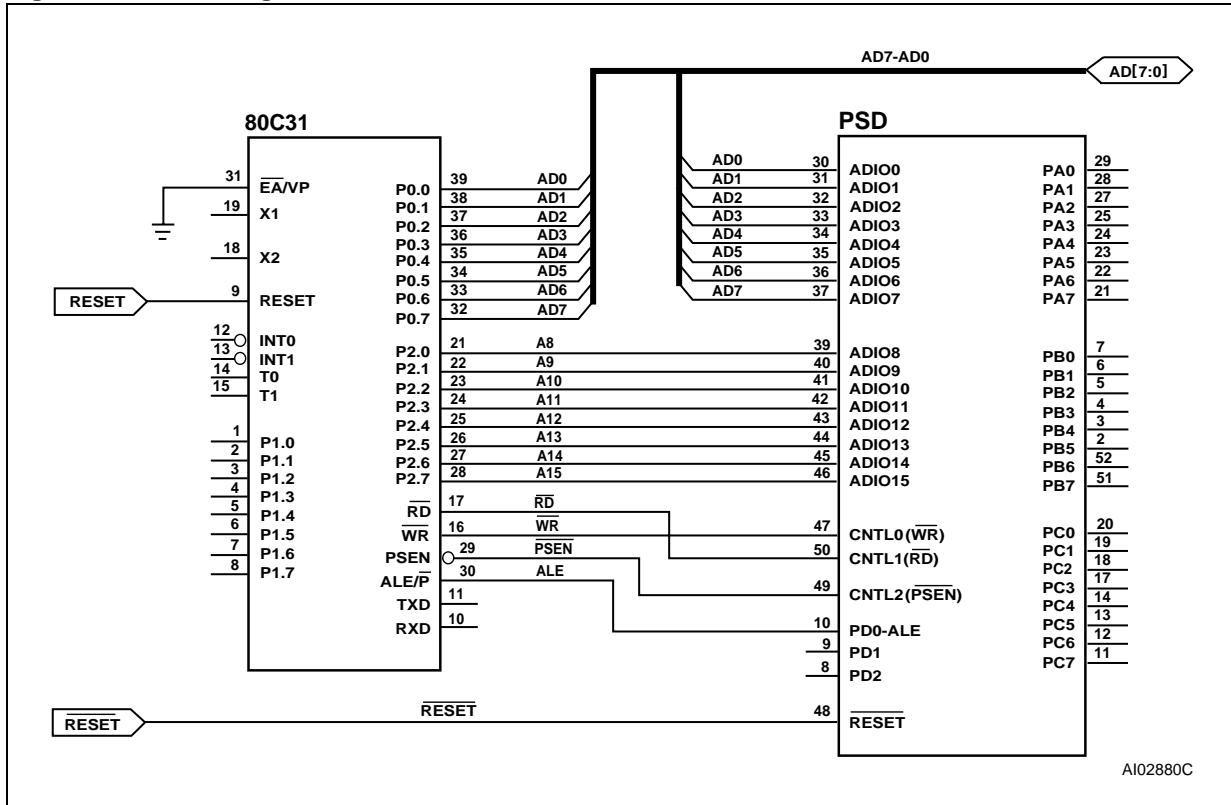 AD7-AD0
AD[7:0]
80C31
PSD
31
EA/VP
19
X1
18
X2
RESET
9
RESET
12
INT0
13
INT1
14
T0
15
T1
1
P1.0
2
P1.1
3
P1.2
4
P1.3
5
P1.4
6
P1.5
7
P1.6
8
P1.7
P0.0 39 AD0
P0.1 38 AD1
P0.2 37 AD2
P0.3 36 AD3
P0.4 35 AD4
P0.5 34 AD5
P0.6 33 AD6
P0.7 32 AD7
P2.0 21 A8
P2.1 22 A9
P2.2 23 A10
P2.3 24 A11
P2.4 25 A12
P2.5 26 A13
P2.6 27 A14
P2.7 28 A15
RD 17 RD
WR 16 WR
PSEN 29 PSEN
ALE/P 30 ALE
TXD 11
RXD 10
AD0 30 ADIO0
AD1 31 ADIO1
AD2 32 ADIO2
AD3 33 ADIO3
AD4 34 ADIO4
AD5 35 ADIO5
AD6 36 ADIO6
AD7 37 ADIO7
39 ADIO8
40 ADIO9
41 ADIO10
42 ADIO11
43 ADIO12
44 ADIO13
45 ADIO14
46 ADIO15
47 CNTL0(WR)
50 CNTL1(RD)
49 CNTL2(PSEN)
10 PD0-ALE
9 PD1
8 PD2
48 RESET
PA0 29
PA1 28
PA2 27
PA3 25
PA4 24
PA5 23
PA6 22
PA7 21
PB0 7
PB1 6
PB2 5
PB3 4
PB4 3
PB5 2
PB6 52
PB7 51
PC0 20
PC1 19
PC2 18
PC3 17
PC4 14
PC5 13
PC6 12
PC7 11
RESET
RESET
AI02880C